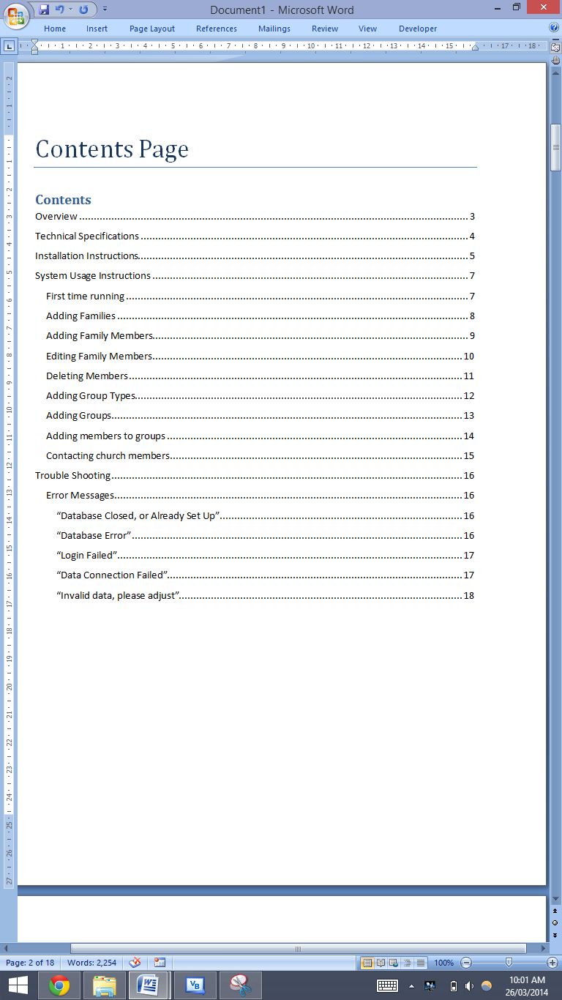 Document1 - Microsoft Word
Home Insert Page Layout References Mailings Review View Developer
Contents Page
Contents
Overview ........ 3
Technical Specifications ........ 4
Installation Instructions ........ 5
System Usage Instructions ........ 7
First time running ........ 7
Adding Families ........ 8
Adding Family Members ........ 9
Editing Family Members ........ 10
Deleting Members ........ 11
Adding Group Types ........ 12
Adding Groups ........ 13
Adding members to groups ........ 14
Contacting church members ........ 15
Trouble Shooting ........ 16
Error Messages ........ 16
“Database Closed, or Already Set Up” ........ 16
“Database Error” ........ 16
“Login Failed” ........ 17
“Data Connection Failed” ........ 17
“Invalid data, please adjust” ........ 18
Page: 2 of 18 Words: 2,254 100%
10:01 AM
26/03/2014